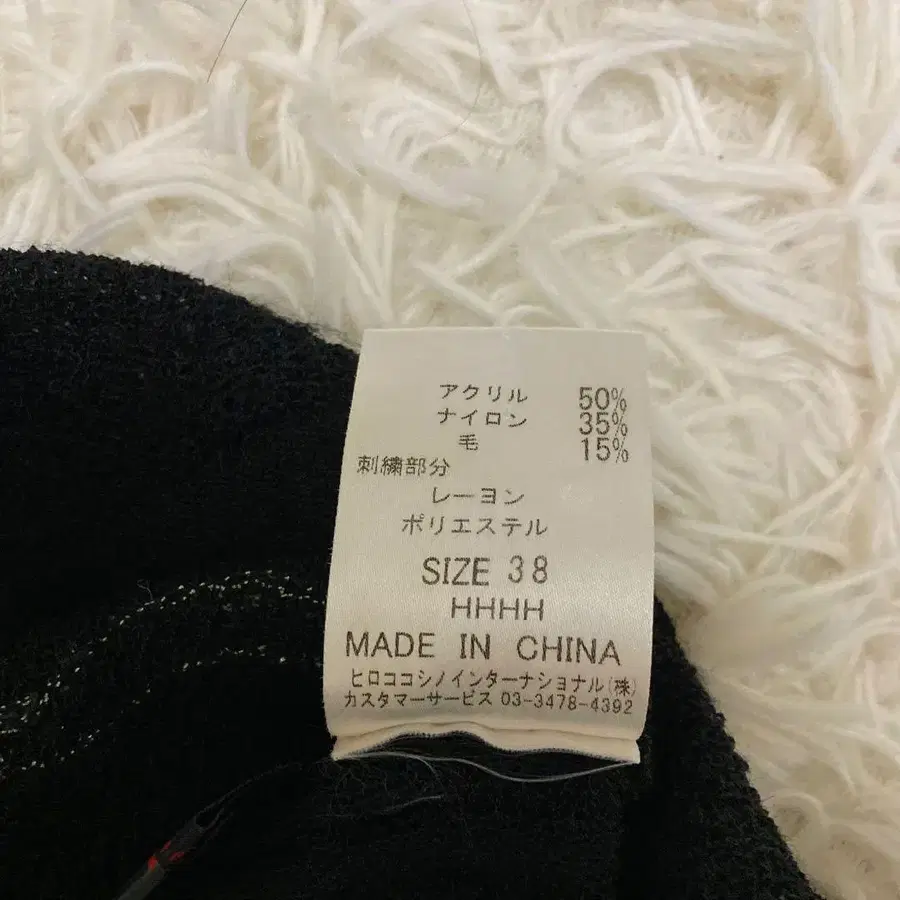 アクリル 50%
ナイロン 35%
毛 15%
刺繍部分
レーヨン
ポリエステル
SIZE 38
HHHH
MADE IN CHINA
ヒロココシノインターナショナル(株)
カスタマーサービス 03-3478-4392